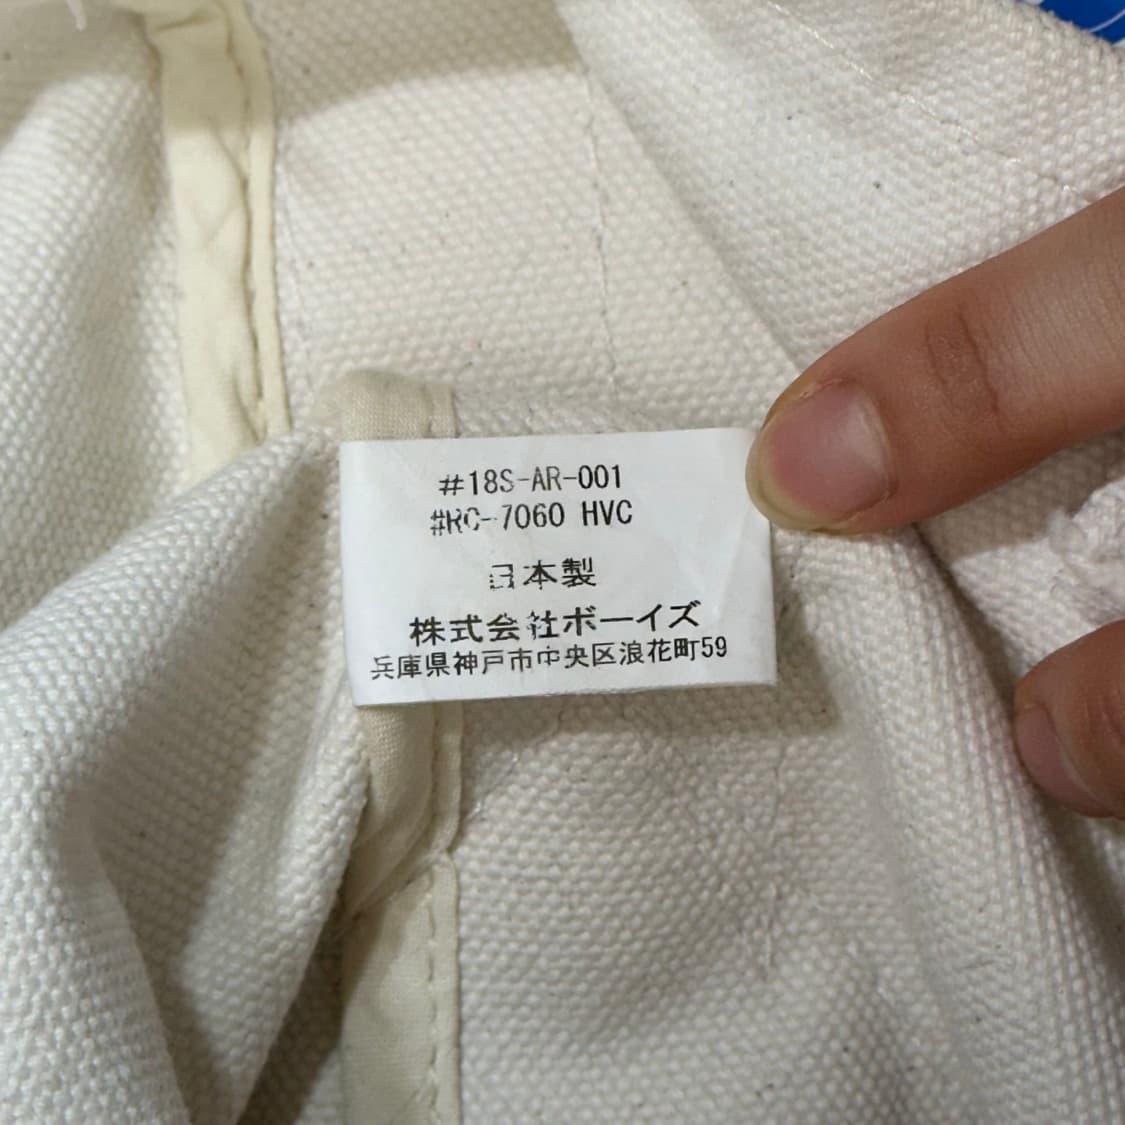 #18S-AR-001
#RC-7060 HVC
日本製
株式会社ボーイズ
兵庫県神戸市中央区浪花町59